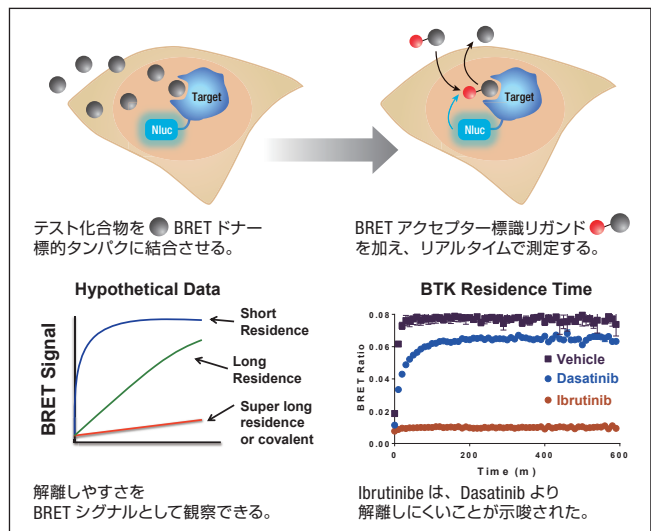 Target
Nluc
Target
Nluc
テスト化合物を BRET ドナー
標的タンパクに結合させる。
BRET アクセプター標識リガンド
を加え、リアルタイムで測定する。
Hypothetical Data
BRET Signal
Short
Residence
Long
Residence
Super long
residence
or covalent
解離しやすさを
BRET シグナルとして観察できる。
BTK Residence Time
BRET Ratio
0.08
0.06
0.04
0.02
0.00
Vehicle
Dasatinib
Ibrutinib
0
200
400
600
Time (m)
Ibrutinibe は、Dasatinib より
解離しにくいことが示唆された。